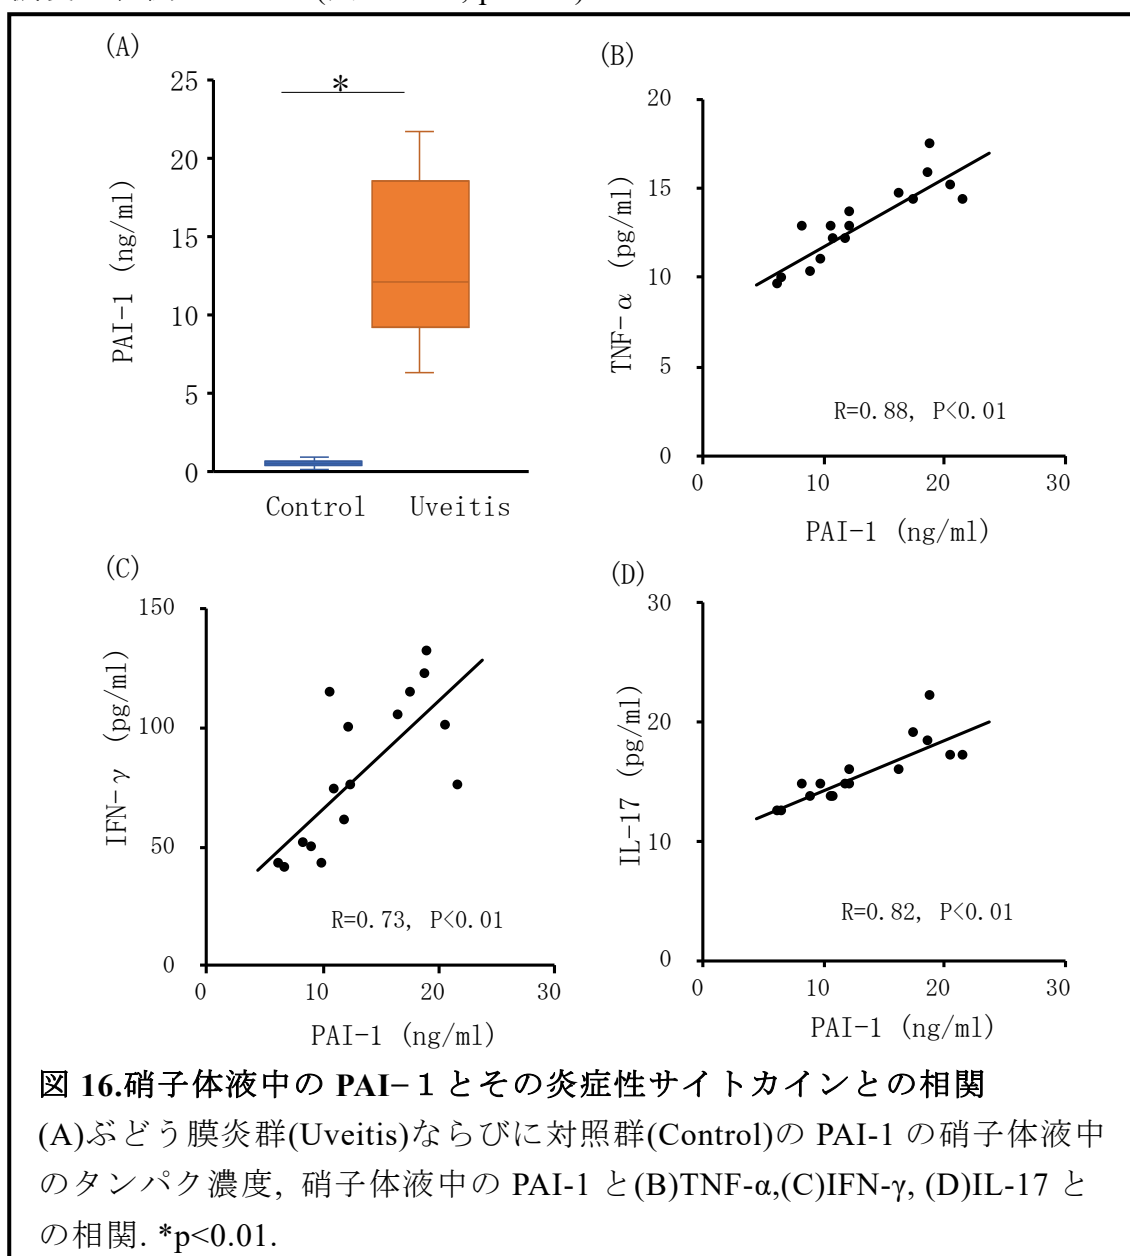 (A)
*
25
20
15
10
5
0
PAI-1 (ng/ml)
Control Uveitis
(B)
20
15
10
5
0
TNF-α (pg/ml)
R=0.88, P<0.01
0 10 20 30
PAI-1 (ng/ml)
(C)
150
100
50
0
IFN-γ (pg/ml)
R=0.73, P<0.01
0 10 20 30
PAI-1 (ng/ml)
(D)
30
20
10
0
IL-17 (pg/ml)
R=0.82, P<0.01
0 10 20 30
PAI-1 (ng/ml)
図 16.硝子体液中の PAI−１とその炎症性サイトカインとの相関
(A)ぶどう膜炎群(Uveitis)ならびに対照群(Control)の PAI-1 の硝子体液中
のタンパク濃度, 硝子体液中の PAI-1 と(B)TNF-α,(C)IFN-γ, (D)IL-17 と
の相関. *p<0.01.